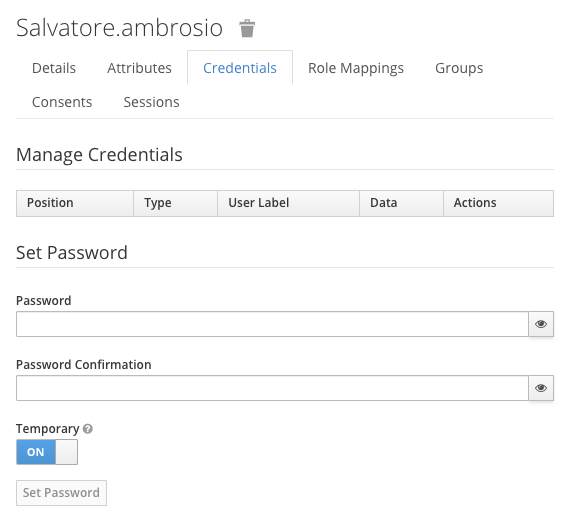 Salvatore.ambrosio
Details Attributes Credentials Role Mappings Groups
Consents Sessions
Manage Credentials
Position Type User Label Data Actions
Set Password
Password
Password Confirmation
Temporary ?
ON
Set Password